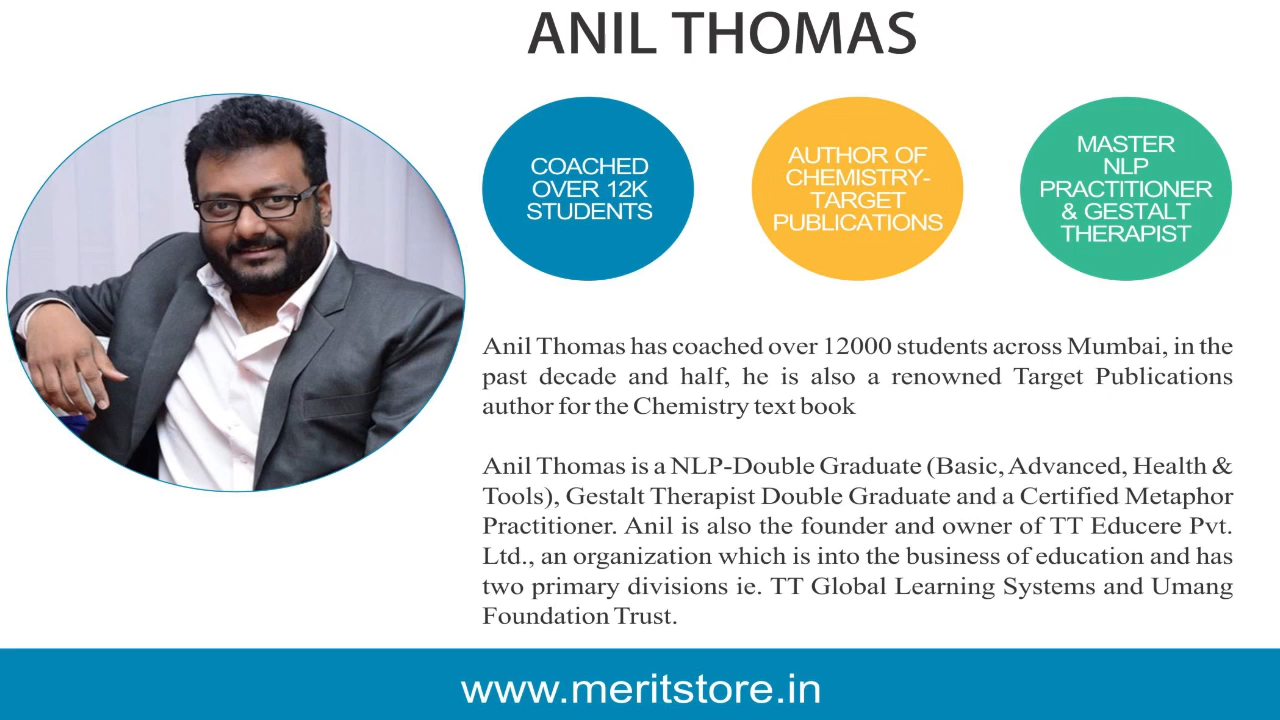 ANIL THOMAS
COACHED
OVER 12K
STUDENTS
AUTHOR OF
CHEMISTRY-
TARGET
PUBLICATIONS
MASTER
NLP
PRACTITIONER
& GESTALT
THERAPIST
Anil Thomas has coached over 12000 students across Mumbai, in the
past decade and half, he is also a renowned Target Publications
author for the Chemistry text book
Anil Thomas is a NLP-Double Graduate (Basic, Advanced, Health &
Tools), Gestalt Therapist Double Graduate and a Certified Metaphor
Practitioner. Anil is also the founder and owner of TT Educere Pvt.
Ltd., an organization which is into the business of education and has
two primary divisions ie. TT Global Learning Systems and Umang
Foundation Trust.
www.meritstore.in